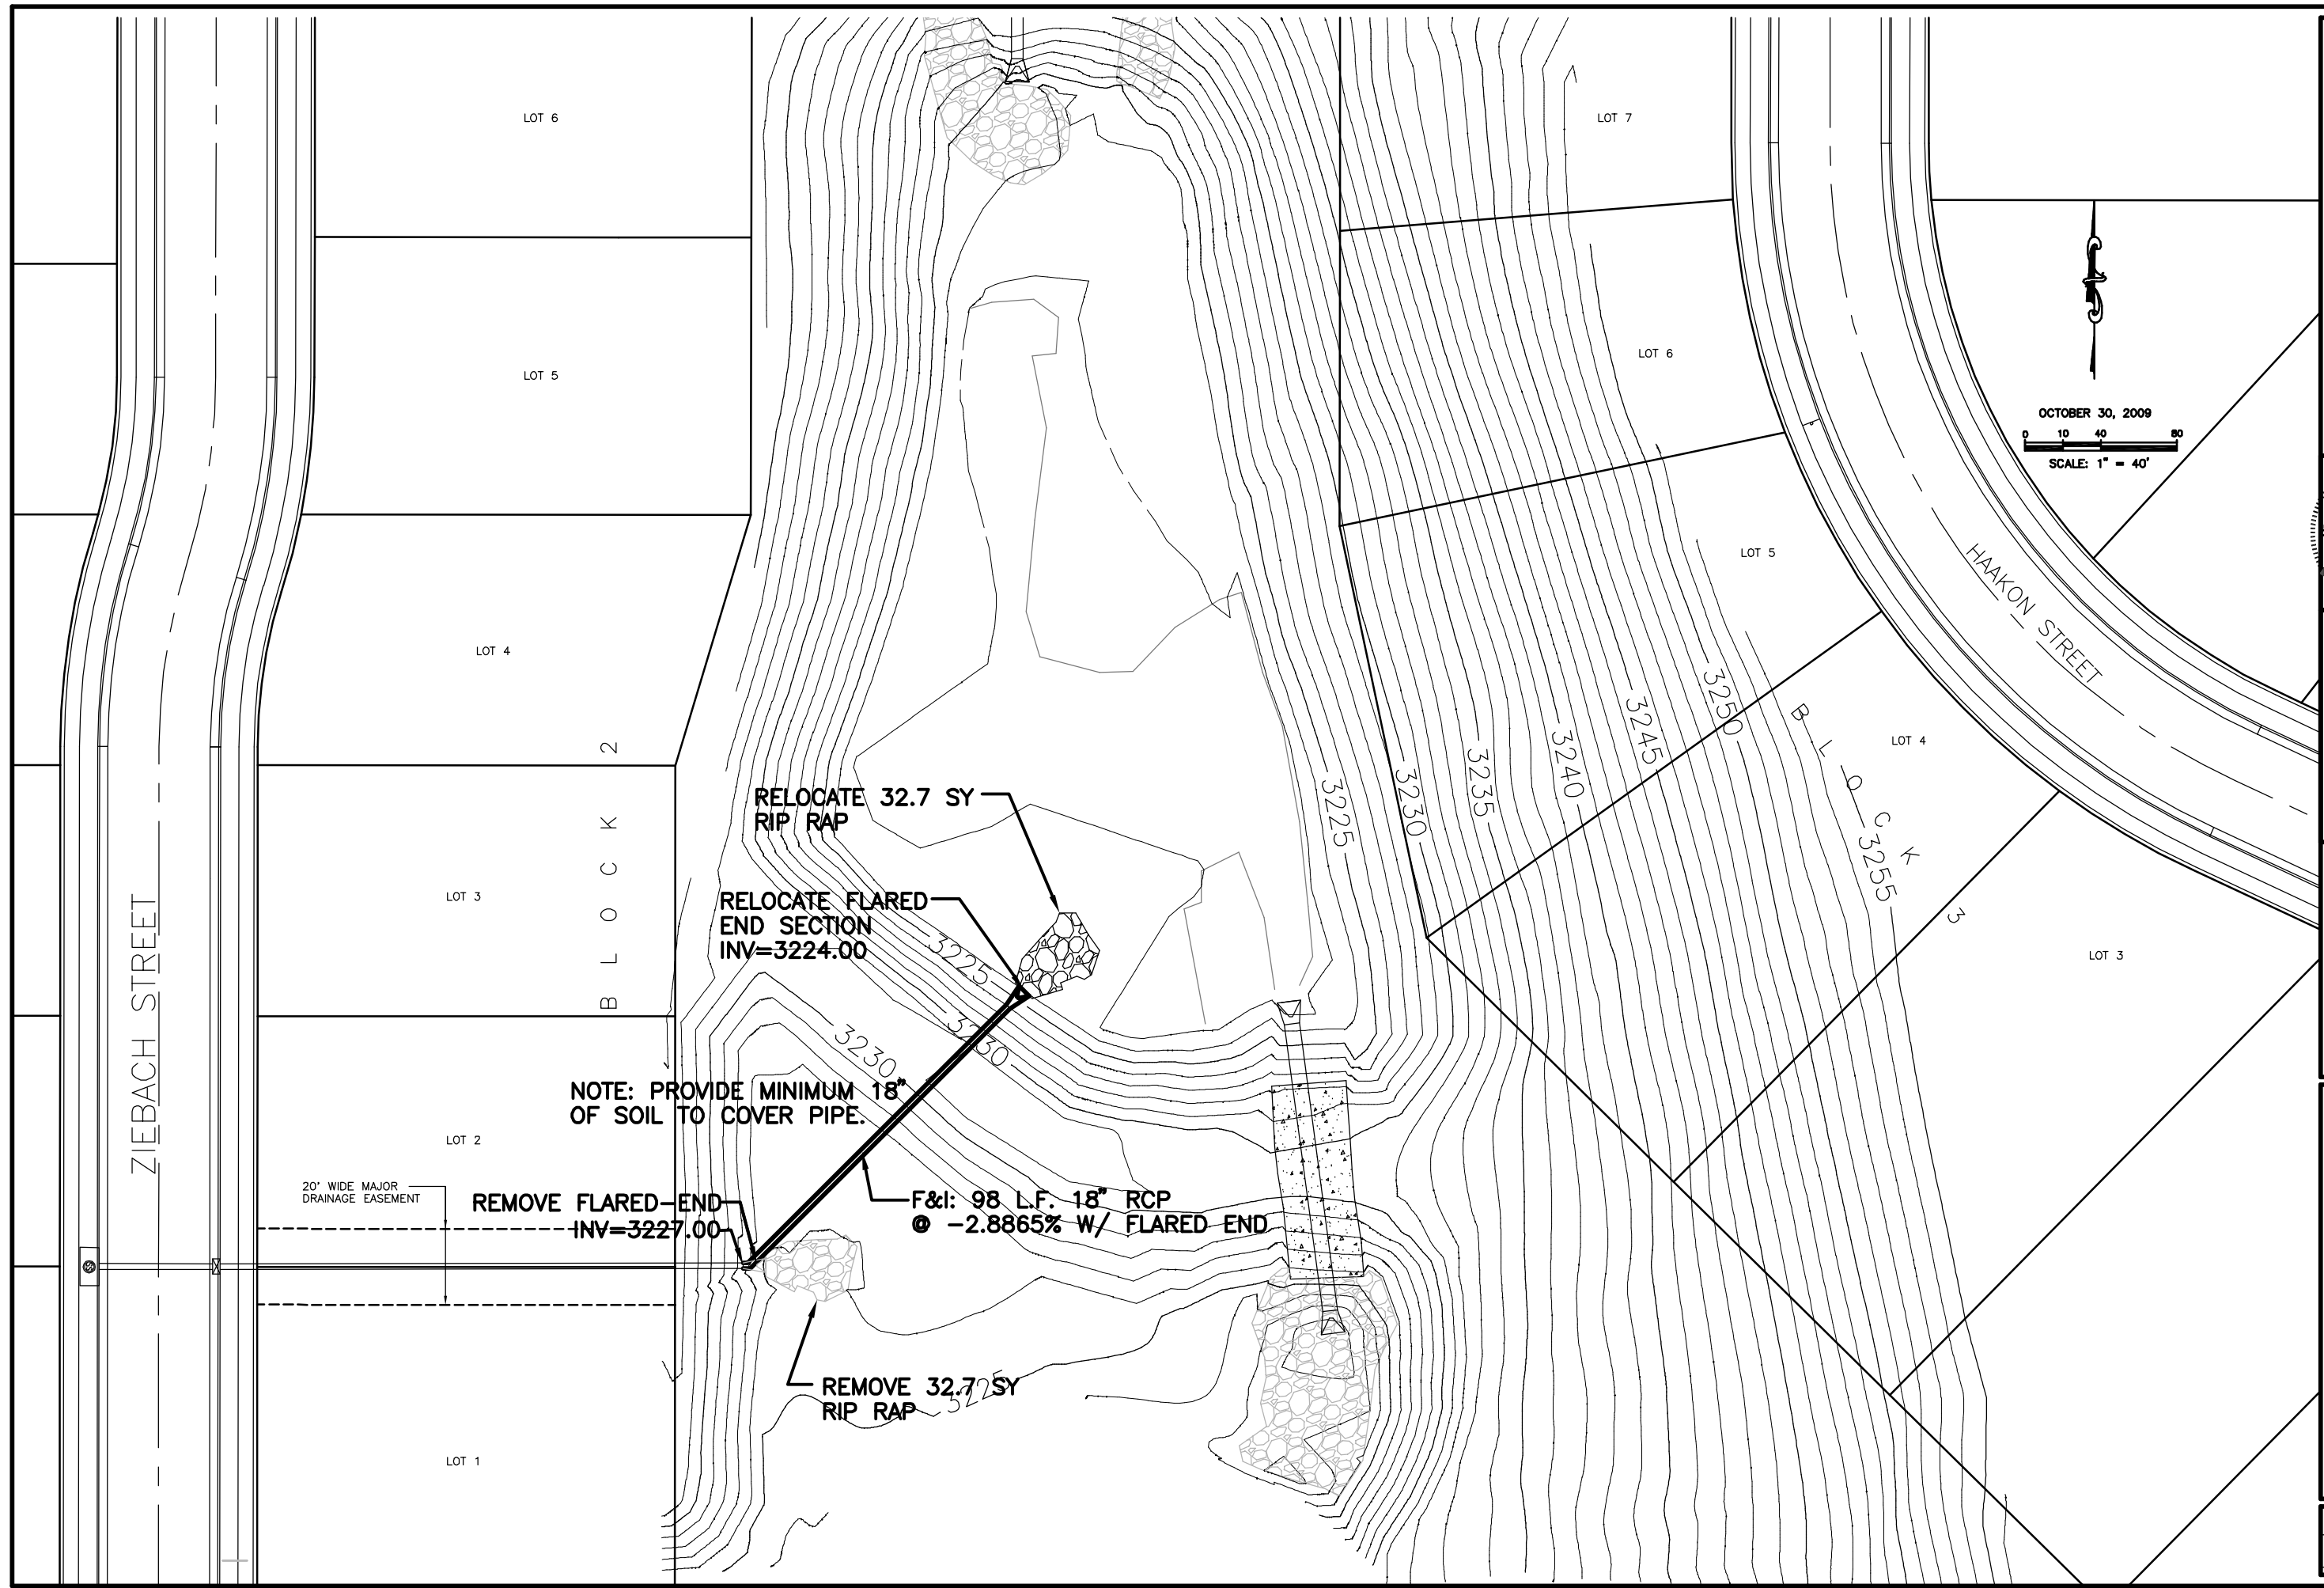 LOT 6
LOT 7
LOT 5
LOT 6
OCTOBER 30, 2009
0 10 40 80
SCALE: 1" = 40'
LOT 5
HAAKON STREET
LOT 4
BLOCK 2
3250
3245
3240
3235
3230
3225
BLOCK 3
LOT 4
3255
RELOCATE 32.7 SY
RIP RAP
LOT 3
RELOCATE FLARED
END SECTION
INV=3224.00
3225
LOT 3
ZIEBACH STREET
3230
3230
NOTE: PROVIDE MINIMUM 18"
OF SOIL TO COVER PIPE.
LOT 2
20' WIDE MAJOR
DRAINAGE EASEMENT
REMOVE FLARED-END
INV=3227.00
F&I: 98 L.F. 18" RCP
@ -2.8865% W/ FLARED END
REMOVE 32.7 SY
RIP RAP
3225
LOT 1